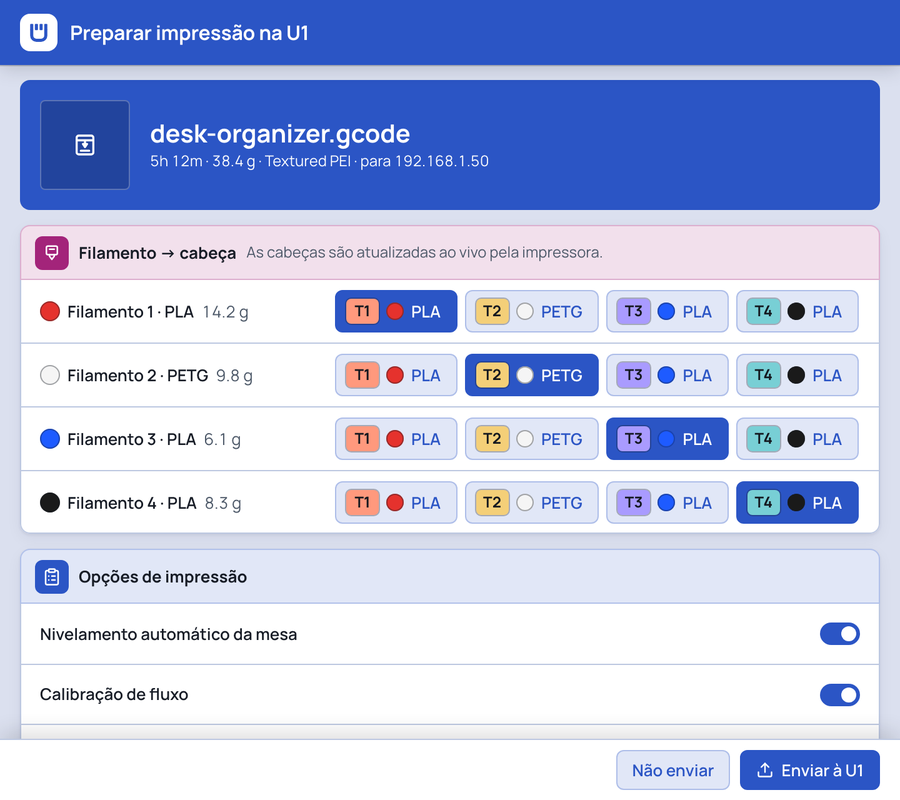 Preparar impressão na U1
desk-organizer.gcode
5h 12m · 38.4 g · Textured PEI · para 192.168.1.50
Filamento → cabeça As cabeças são atualizadas ao vivo pela impressora.
Filamento 1 · PLA 14.2 g T1 PLA T2 PETG T3 PLA T4 PLA
Filamento 2 · PETG 9.8 g T1 PLA T2 PETG T3 PLA T4 PLA
Filamento 3 · PLA 6.1 g T1 PLA T2 PETG T3 PLA T4 PLA
Filamento 4 · PLA 8.3 g T1 PLA T2 PETG T3 PLA T4 PLA
Opções de impressão
Nivelamento automático da mesa
Calibração de fluxo
Não enviar Enviar à U1